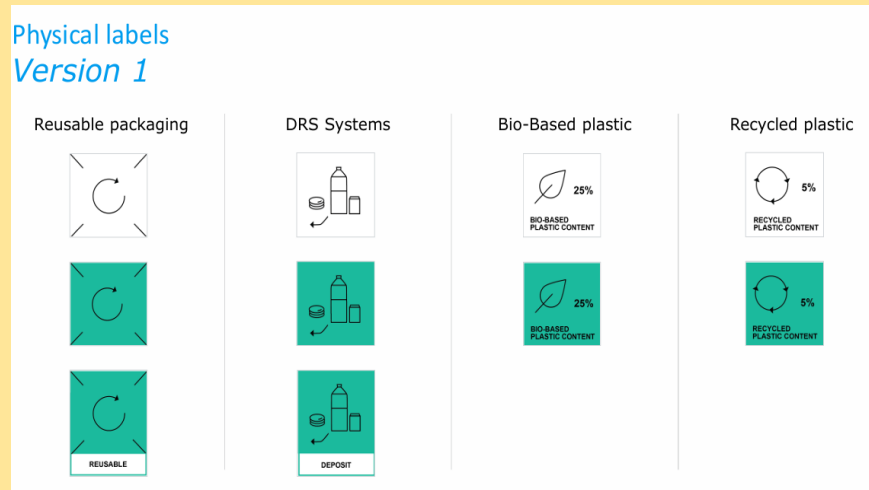 Physical labels
Version 1
Reusable packaging
DRS Systems
Bio-Based plastic
Recycled plastic
25%
BIO-BASED
PLASTIC CONTENT
5%
RECYCLED
PLASTIC CONTENT
25%
BIO-BASED
PLASTIC CONTENT
5%
RECYCLED
PLASTIC CONTENT
REUSABLE
DEPOSIT